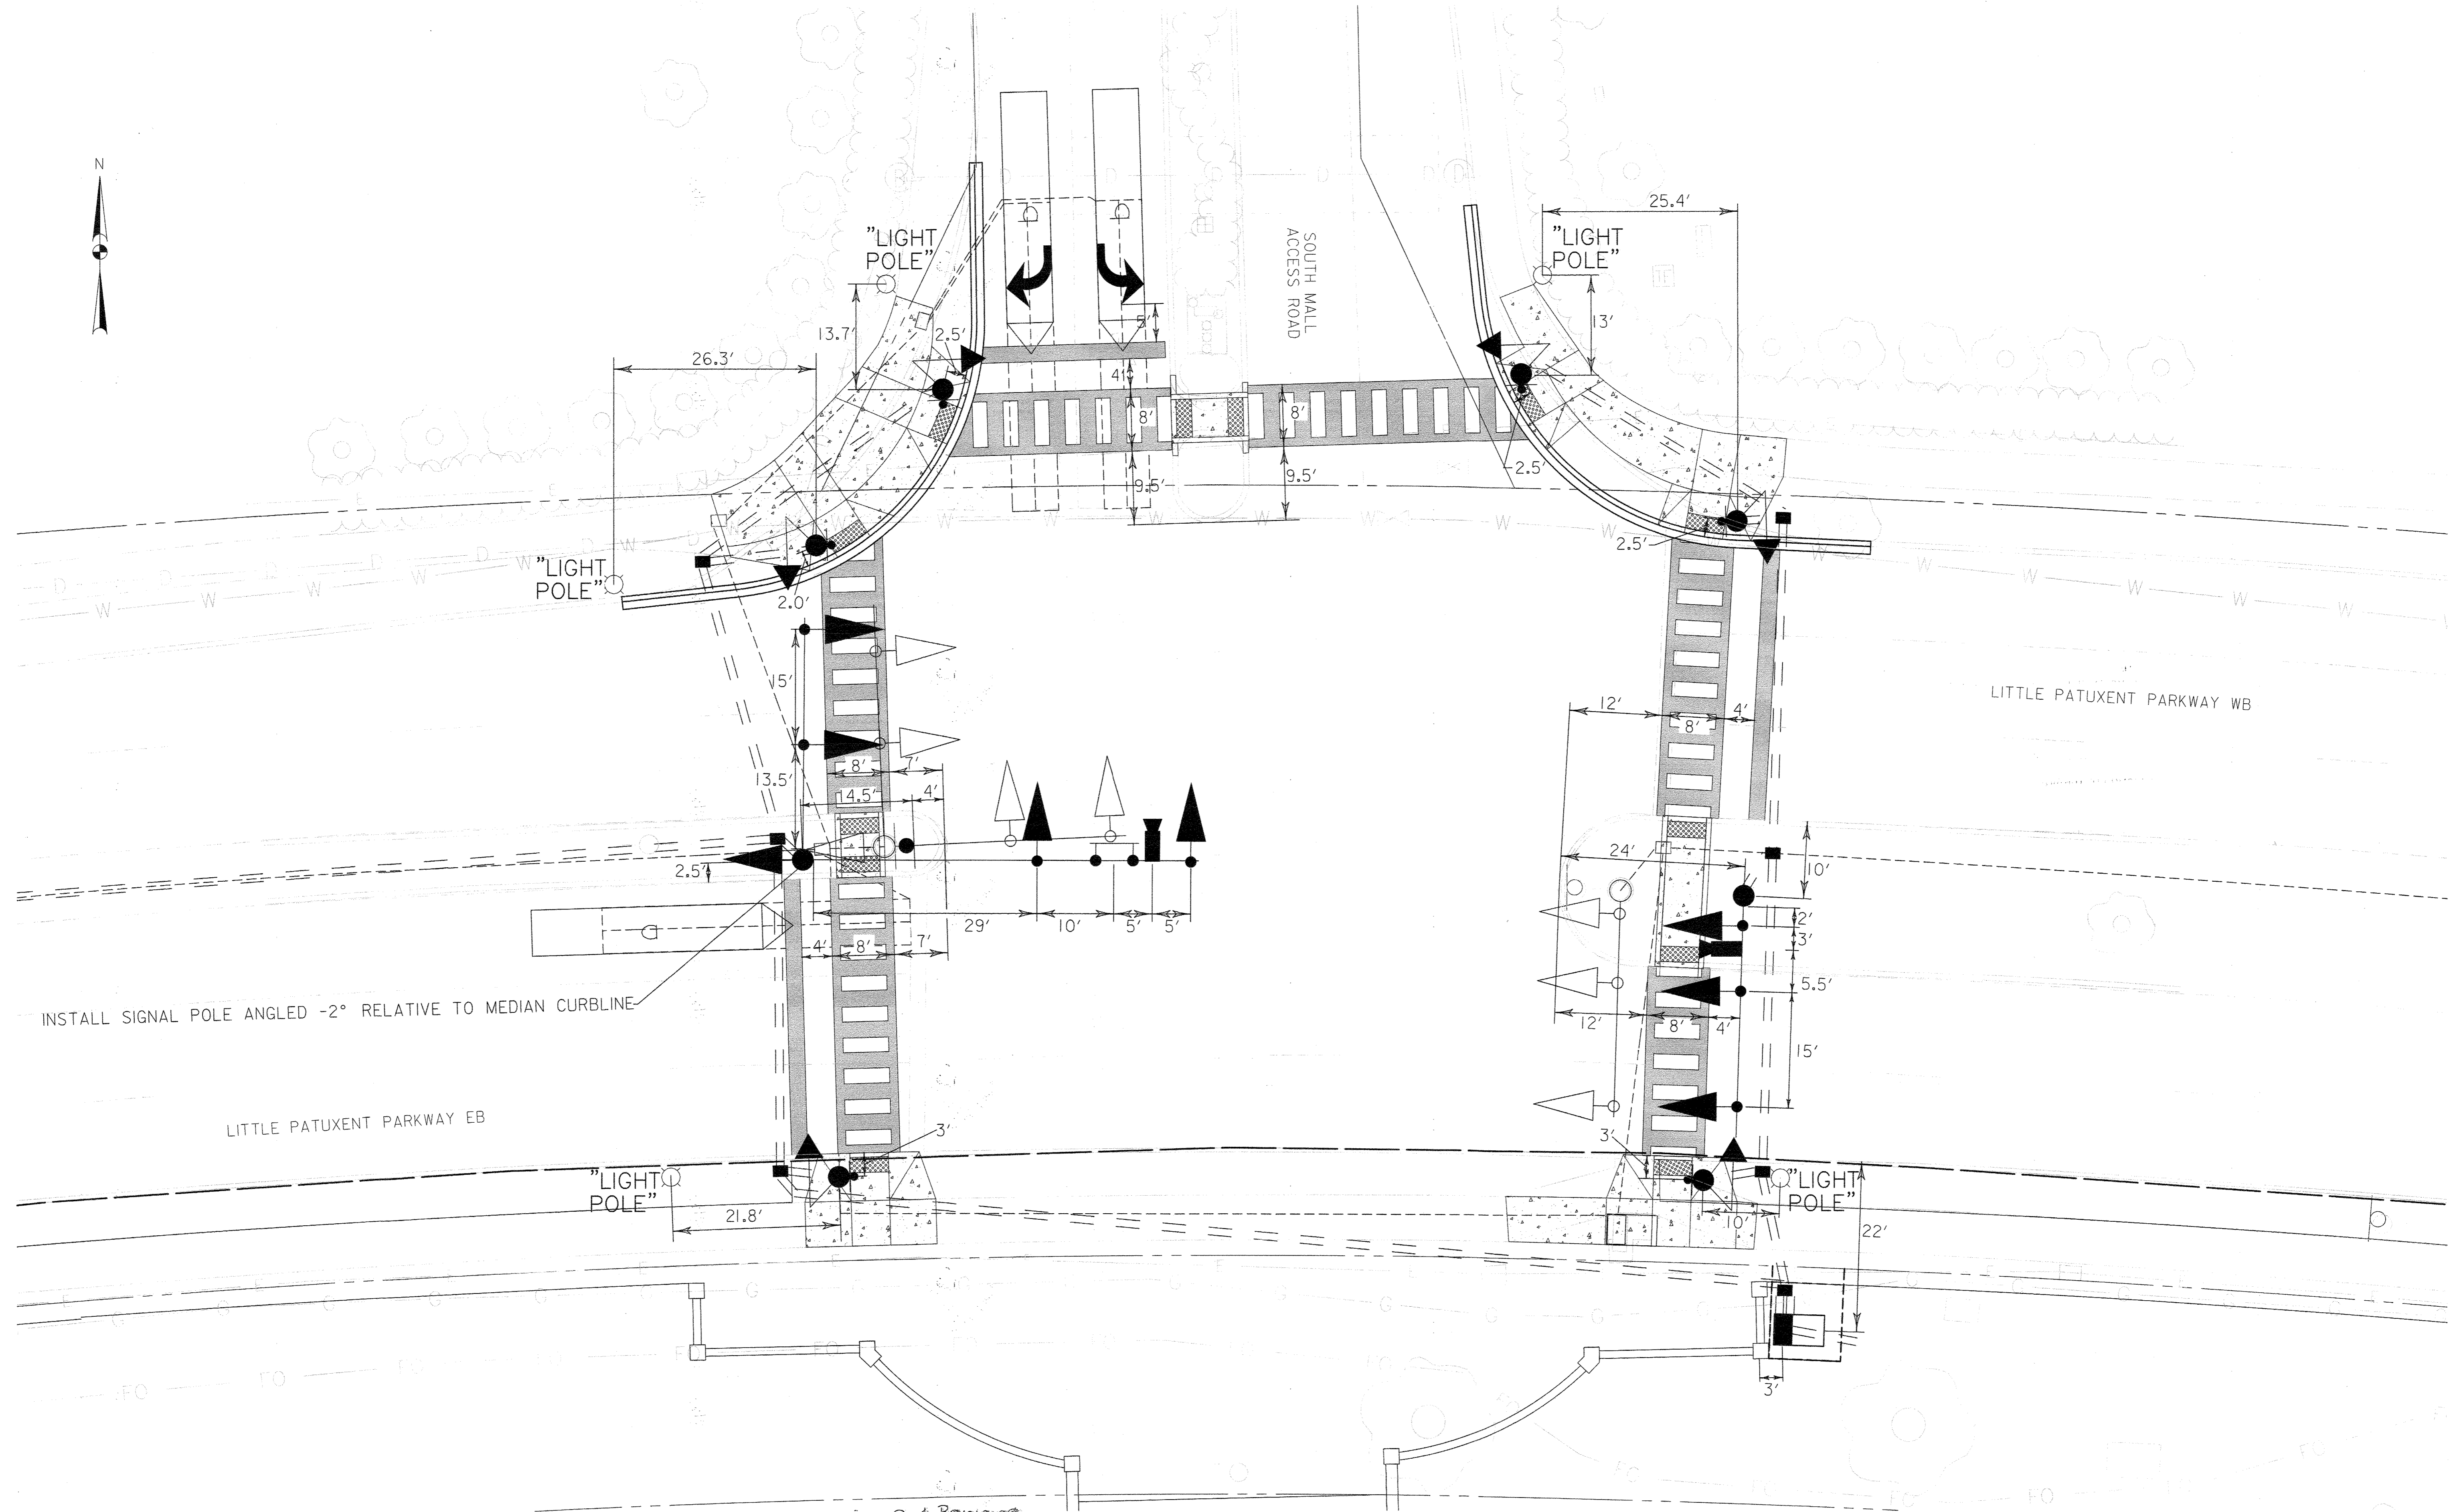 N
25.4'
"LIGHT
POLE"
"LIGHT
POLE"
SOUTH MALL
ACCESS ROAD
13'
5'
13.7'
2.5'
26.3'
4'
8'
8'
2.5'
9.5'
9.5'
D
D
D
W
W
W
W
W
W
2.5'
"LIGHT
POLE"
2.0'
15'
LITTLE PATUXENT PARKWAY WB
12'
4'
8'
13.5'
8'
7'
14.5'
4'
24'
10'
2.5'
29'
10'
5'
5'
2'
3'
4'
8'
7'
5.5'
INSTALL SIGNAL POLE ANGLED -2° RELATIVE TO MEDIAN CURBLINE
12'
8'
4'
15'
LITTLE PATUXENT PARKWAY EB
3'
3'
"LIGHT
POLE"
"LIGHT
POLE"
21.8'
10'
22'
G
G
G
G
G
FO
FO
3'
FO
FO